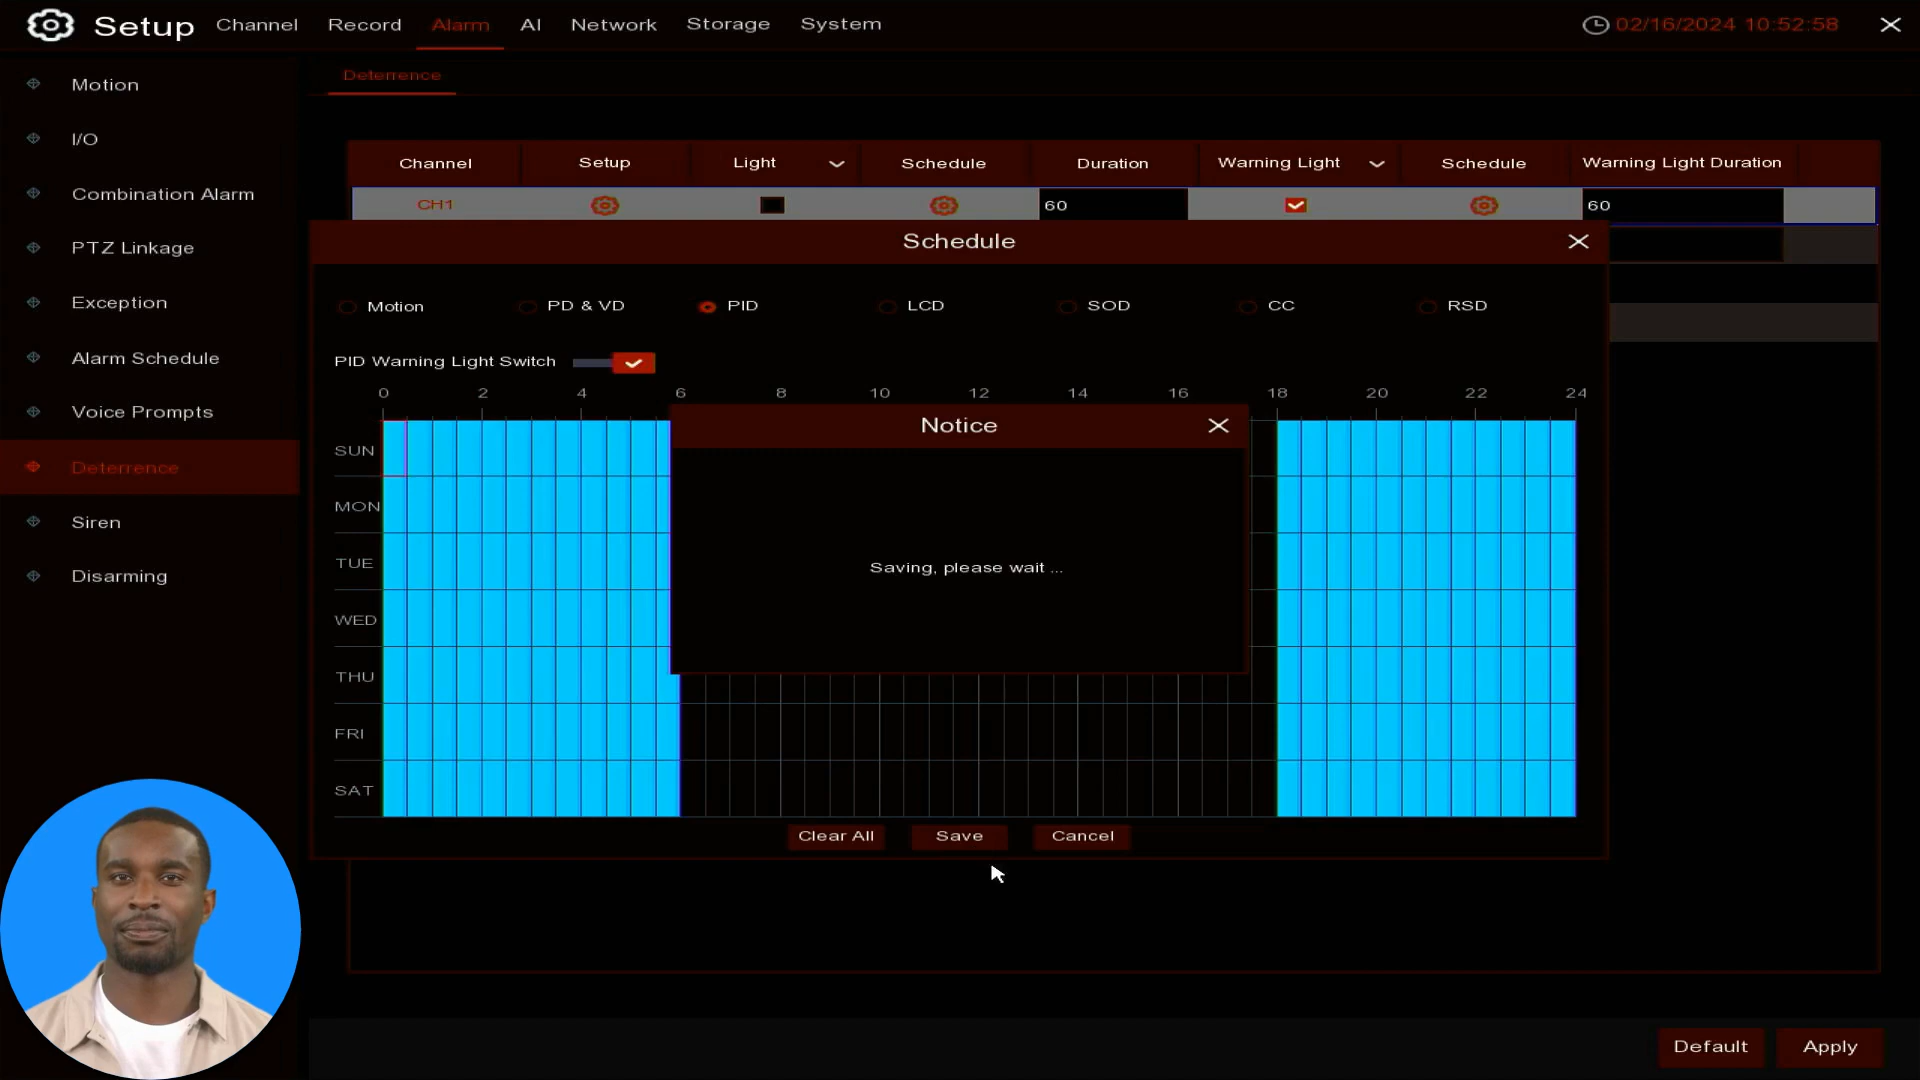 Setup Channel Record Alarm AI Network Storage System 02/16/2024 10:52:58
Motion
I/O
Combination Alarm
PTZ Linkage
Exception
Alarm Schedule
Voice Prompts
Deterrence
Siren
Disarming
Deterrence
Channel Setup Light Schedule Duration Warning Light Schedule Warning Light Duration
CH1 60 60
Schedule
Motion PD & VD PID LCD SOD CC RSD
PID Warning Light Switch
0 2 4 6 8 10 12 14 16 18 20 22 24
SUN
MON
TUE
WED
THU
FRI
SAT
Notice
Saving, please wait ...
Clear All Save Cancel
Default Apply